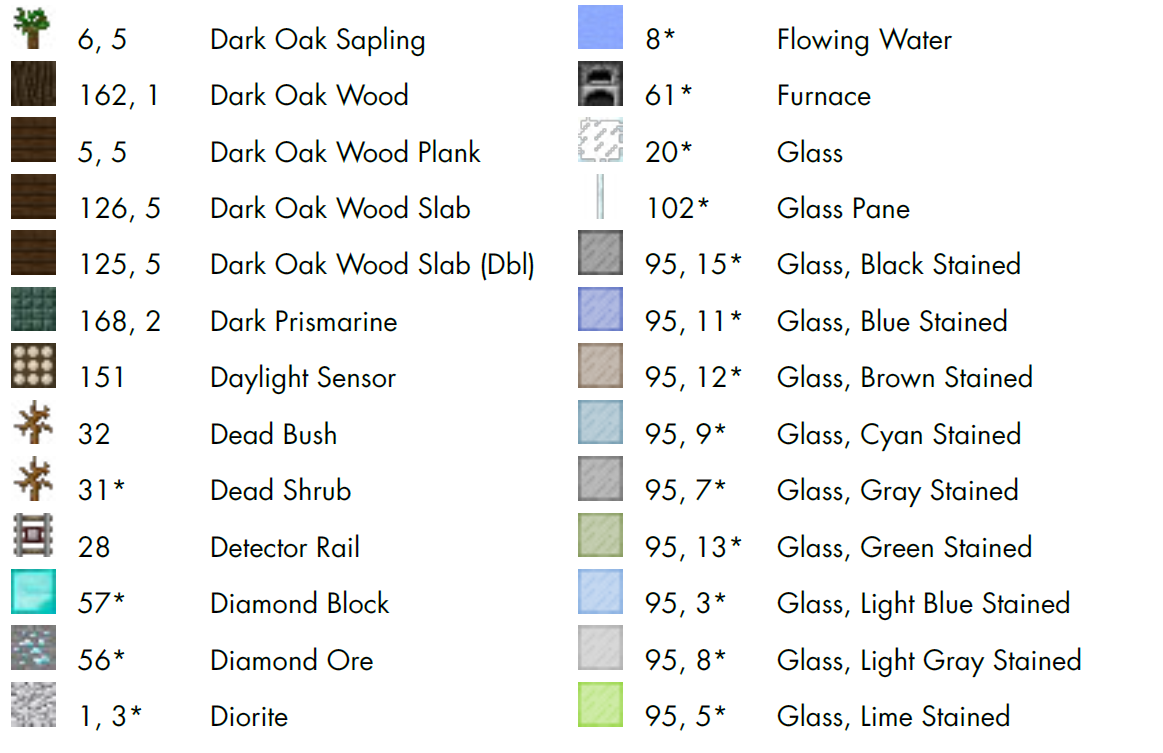 6, 5 Dark Oak Sapling
162, 1 Dark Oak Wood
5, 5 Dark Oak Wood Plank
126, 5 Dark Oak Wood Slab
125, 5 Dark Oak Wood Slab (Dbl)
168, 2 Dark Prismarine
151 Daylight Sensor
32 Dead Bush
31* Dead Shrub
28 Detector Rail
57* Diamond Block
56* Diamond Ore
1, 3* Diorite
8* Flowing Water
61* Furnace
20* Glass
102* Glass Pane
95, 15* Glass, Black Stained
95, 11* Glass, Blue Stained
95, 12* Glass, Brown Stained
95, 9* Glass, Cyan Stained
95, 7* Glass, Gray Stained
95, 13* Glass, Green Stained
95, 3* Glass, Light Blue Stained
95, 8* Glass, Light Gray Stained
95, 5* Glass, Lime Stained